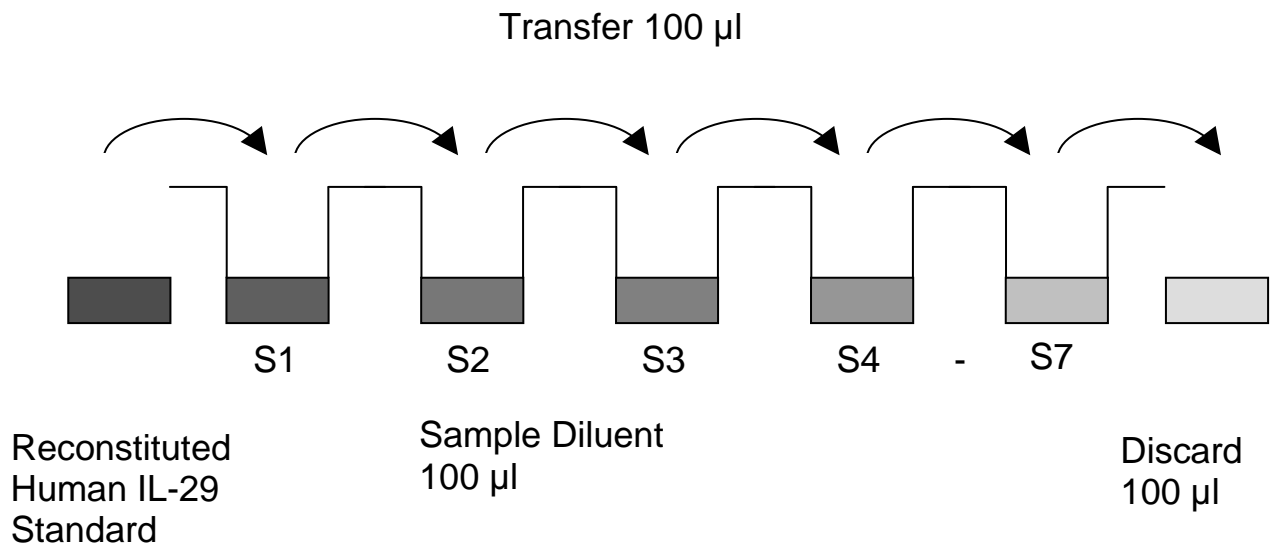 Transfer 100 µl
S1 S2 S3 S4 - S7
Reconstituted
Human IL-29
Standard
Sample Diluent
100 µl
Discard
100 µl